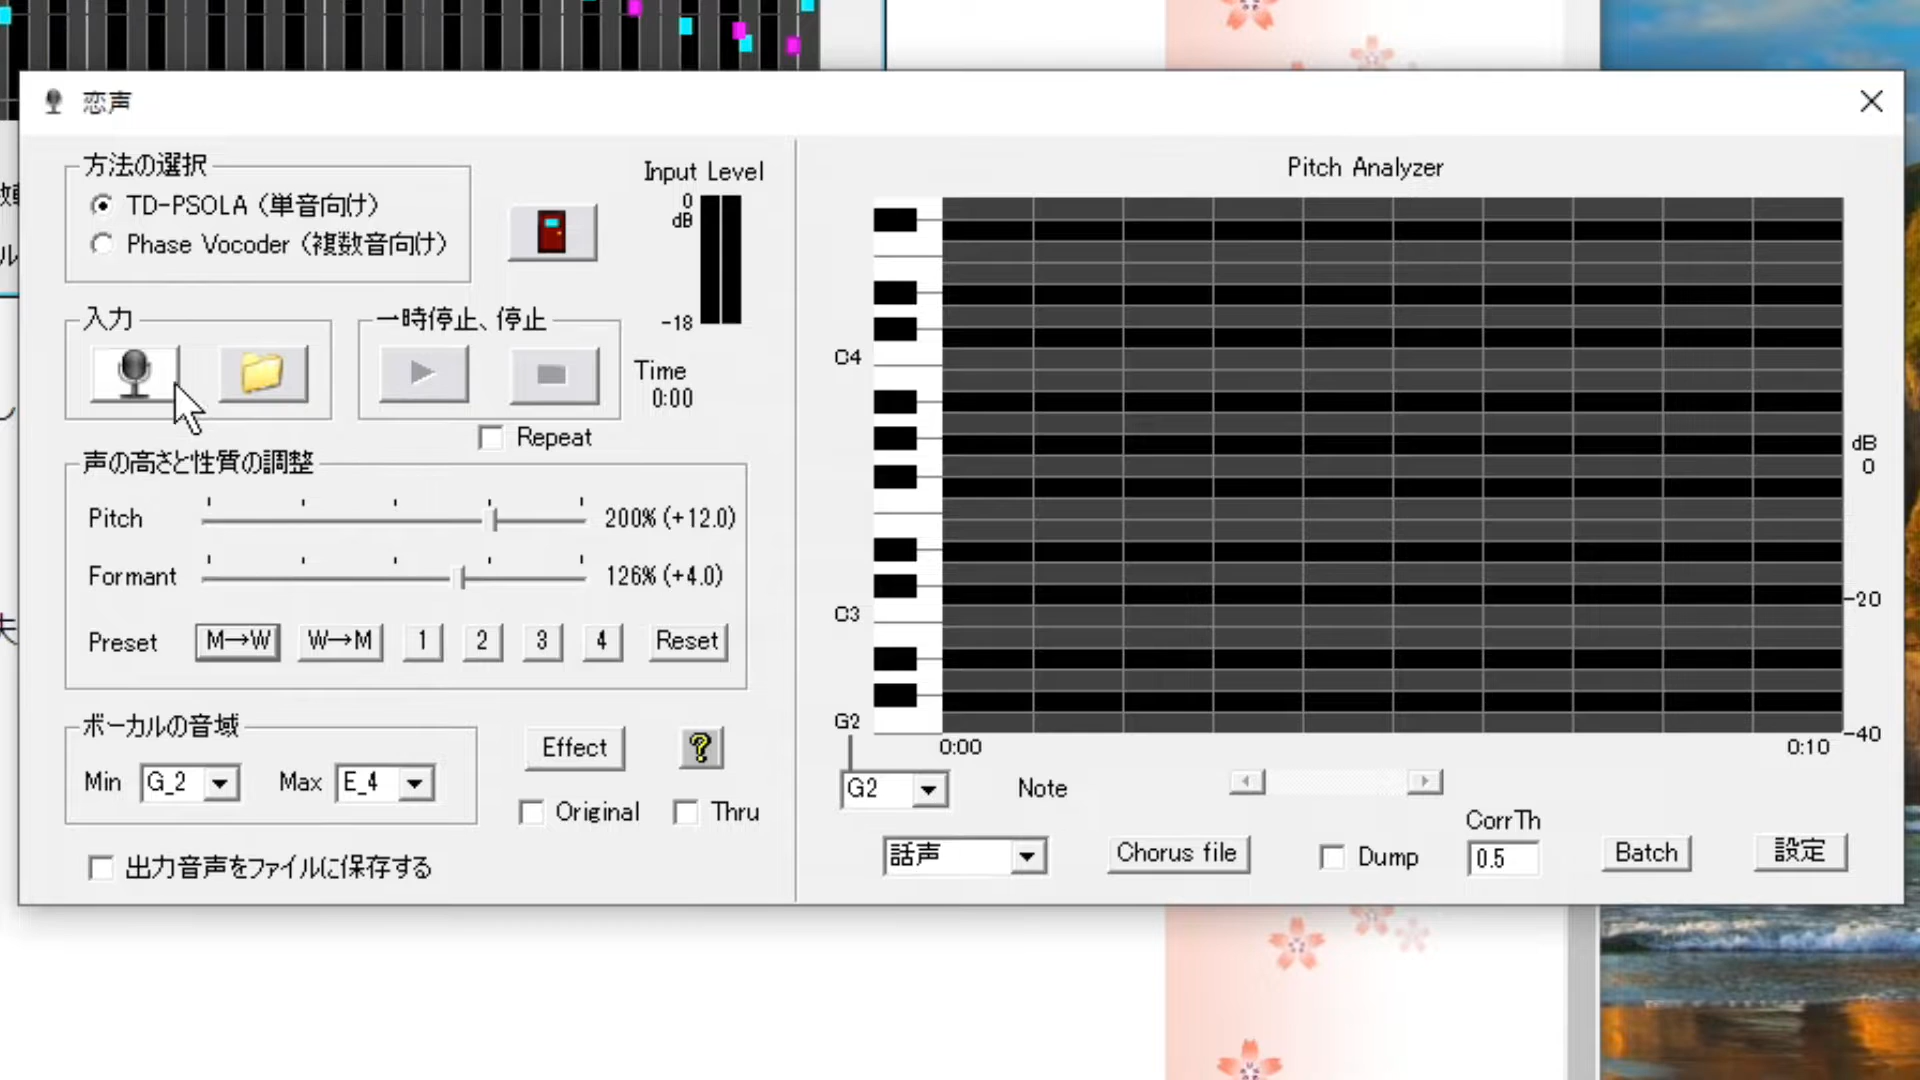 恋声
方法の選択
TD-PSOLA (単音向け)
Phase Vocoder (複数音向け)
Input Level
0
dB
-18
入力
一時停止、停止
Time
0:00
Repeat
声の高さと性質の調整
Pitch 200% (+12.0)
Formant 126% (+4.0)
Preset M→W W→M 1 2 3 4 Reset
ボーカルの音域
Min G_2 Max E_4
Effect ?
Original Thru
出力音声をファイルに保存する
Pitch Analyzer
C4
C3
G2
dB
0
-20
-40
0:00 0:10
G2 Note
話声 Chorus file Dump
CorrTh
0.5
Batch 設定